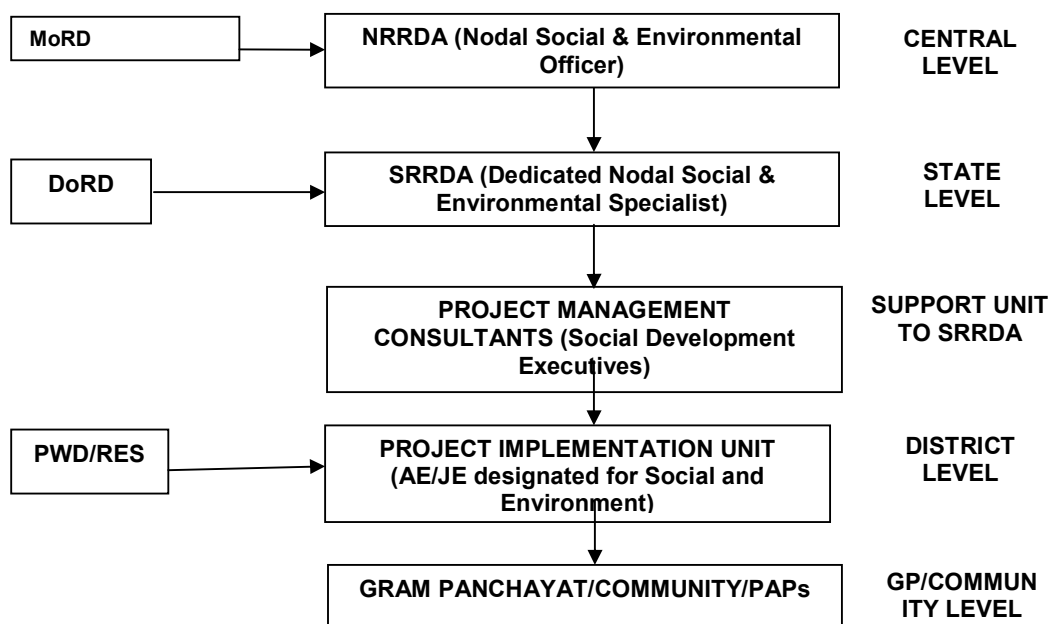 MoRD
NRRDA (Nodal Social & Environmental
Officer)
CENTRAL
LEVEL
DoRD
SRRDA (Dedicated Nodal Social &
Environmental Specialist)
STATE
LEVEL
PROJECT MANAGEMENT
CONSULTANTS (Social Development
Executives)
SUPPORT UNIT
TO SRRDA
PWD/RES
PROJECT IMPLEMENTATION UNIT
(AE/JE designated for Social and
Environment)
DISTRICT
LEVEL
GRAM PANCHAYAT/COMMUNITY/PAPs
GP/COMMUN
ITY LEVEL